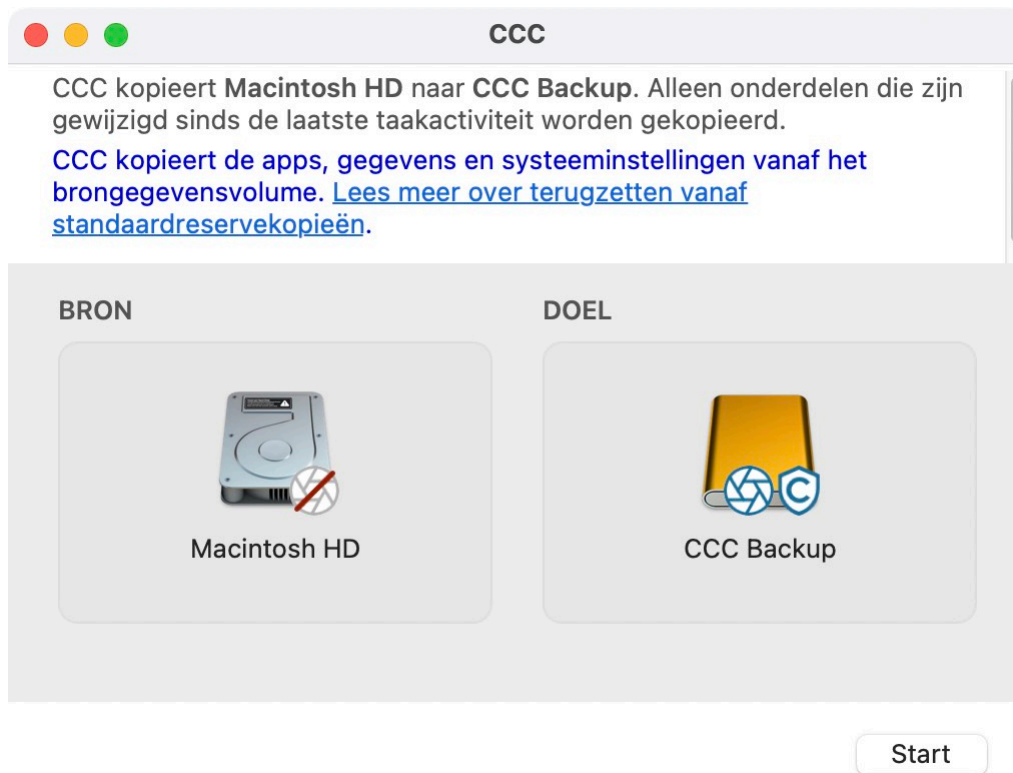 CCC
CCC kopieert Macintosh HD naar CCC Backup. Alleen onderdelen die zijn
gewijzigd sinds de laatste taakactiviteit worden gekopieerd.
CCC kopieert de apps, gegevens en systeeminstellingen vanaf het
brongegevensvolume. Lees meer over terugzetten vanaf
standaardreservekopieën.
BRON
DOEL
Macintosh HD
CCC Backup
Start